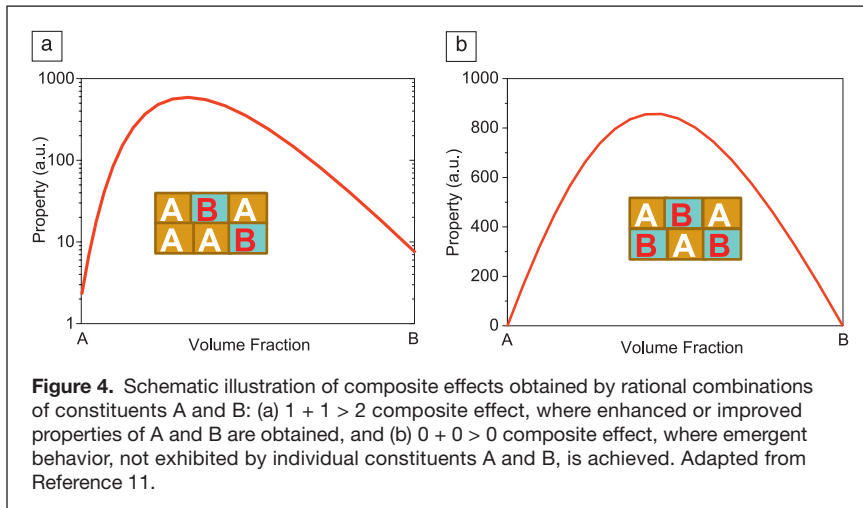 a
1000
100
10
1
Property (a.u.)
A B A
A A B
A
B
Volume Fraction
b
1000
800
600
400
200
0
Property (a.u.)
A B A
B A B
A
B
Volume Fraction
Figure 4. Schematic illustration of composite effects obtained by rational combinations
of constituents A and B: (a) 1 + 1 > 2 composite effect, where enhanced or improved
properties of A and B are obtained, and (b) 0 + 0 > 0 composite effect, where emergent
behavior, not exhibited by individual constituents A and B, is achieved. Adapted from
Reference 11.